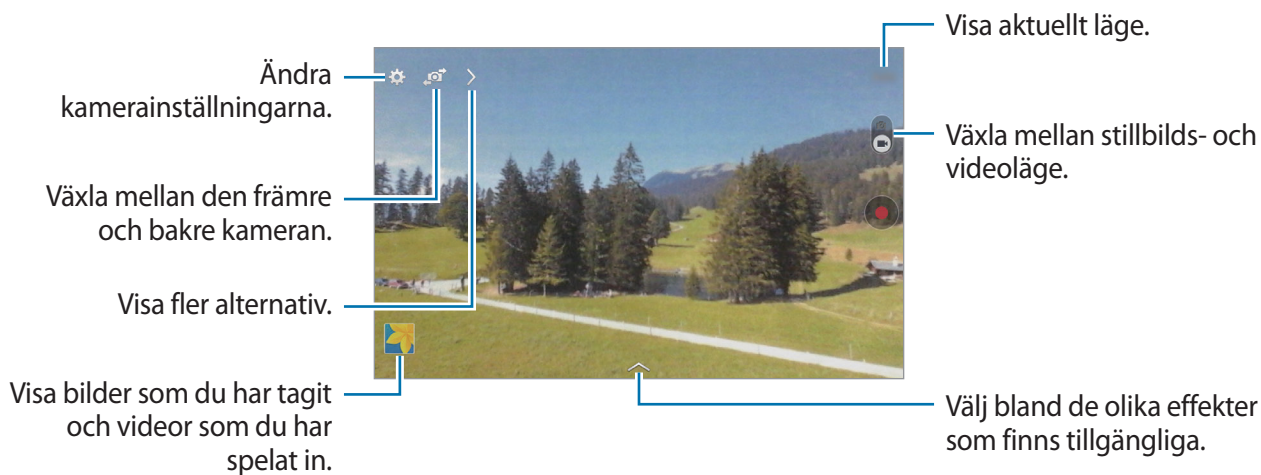 Ändra
kamerainställningarna.
Växla mellan den främre
och bakre kameran.
Visa fler alternativ.
Visa bilder som du har tagit
och videor som du har
spelat in.
Visa aktuellt läge.
Växla mellan stillbilds- och
videoläge.
Välj bland de olika effekter
som finns tillgängliga.